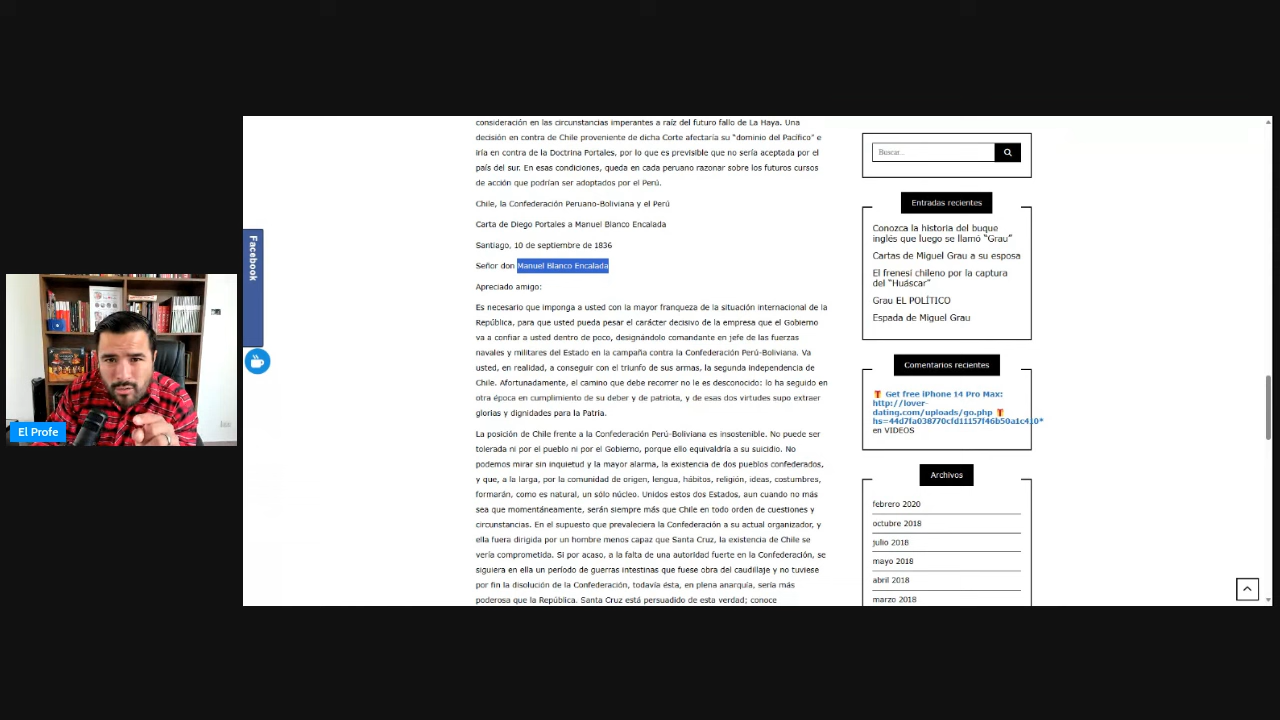 consideración en las circunstancias imperantes a raíz del futuro fallo de La Haya. Una
decisión en contra de Chile proveniente de dicha Corte afectaría su “dominio del Pacífico” e
iría en contra de la Doctrina Portales, por lo que es previsible que no sería aceptada por el
país del sur. En esas condiciones, queda en cada peruano razonar sobre los futuros cursos
de acción que podrían ser adoptados por el Perú.
Chile, la Confederación Peruano-Boliviana y el Perú
Carta de Diego Portales a Manuel Blanco Encalada
Santiago, 10 de septiembre de 1836
Señor don Manuel Blanco Encalada
Apreciado amigo:
Es necesario que imponga a usted con la mayor franqueza de la situación internacional de la
República, para que usted pueda pesar el carácter decisivo de la empresa que el Gobierno
va a confiar a usted dentro de poco, designándolo comandante en jefe de las fuerzas
navales y militares del Estado en la campaña contra la Confederación Perú-Boliviana. Va
usted, en realidad, a conseguir con el triunfo de sus armas, la segunda independencia de
Chile. Afortunadamente, el camino que debe recorrer no le es desconocido: lo ha seguido en
otra época en cumplimiento de su deber y de patriota, y de esas dos virtudes supo extraer
glorias y dignidades para la Patria.
La posición de Chile frente a la Confederación Perú-Boliviana es insostenible. No puede ser
tolerada ni por el pueblo ni por el Gobierno, porque ello equivaldría a su suicidio. No
podemos mirar sin inquietud y la mayor alarma, la existencia de dos pueblos confederados,
y que, a la larga, por la comunidad de origen, lengua, hábitos, religión, ideas, costumbres,
formarán, como es natural, un sólo núcleo. Unidos estos dos Estados, aun cuando no más
sea que momentáneamente, serán siempre más que Chile en todo orden de cuestiones y
circunstancias. En el supuesto que prevaleciera la Confederación a su actual organizador, y
ella fuera dirigida por un hombre menos capaz que Santa Cruz, la existencia de Chile se
vería comprometida. Si por acaso, a la falta de una autoridad fuerte en la Confederación, se
siguiera en ella un período de guerras intestinas que fuese obra del caudillaje y no tuviese
por fin la disolución de la Confederación, todavía ésta, en plena anarquía, sería más
poderosa que la República. Santa Cruz está persuadido de esta verdad; conoce
Buscar...
Entradas recientes
Conozca la historia del buque
inglés que luego se llamó “Grau”
Cartas de Miguel Grau a su esposa
El frenesí chileno por la captura
del “Huáscar”
Grau EL POLÍTICO
Espada de Miguel Grau
Comentarios recientes
Get free iPhone 14 Pro Max:
http://lover-
dating.com/uploads/go.php
hs=44d7fa038770cfd11157f46b50a1c410*
en VIDEOS
Archivos
febrero 2020
octubre 2018
julio 2018
mayo 2018
abril 2018
marzo 2018
Facebook
El Profe